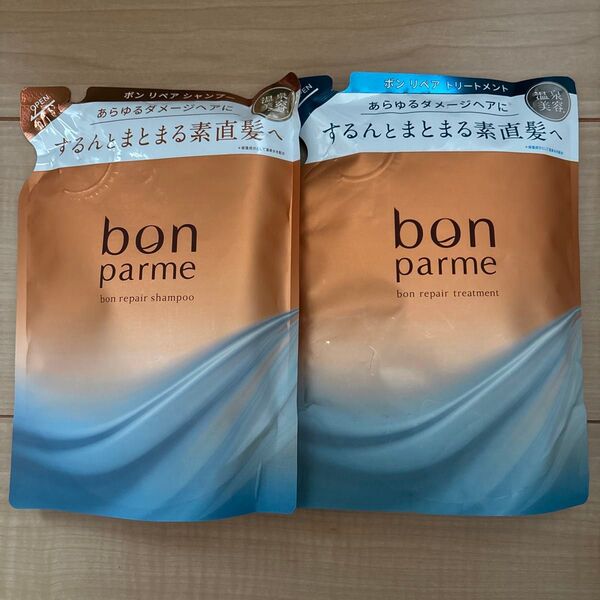 OPEN
ボン リペア シャンプー
温泉
美容
あらゆるダメージヘアに
するんとまとまる素直髪へ
bon
parme
bon repair shampoo
OPEN
ボン リペア トリートメント
温泉
美容
あらゆるダメージヘアに
するんとまとまる素直髪へ
bon
parme
bon repair treatment